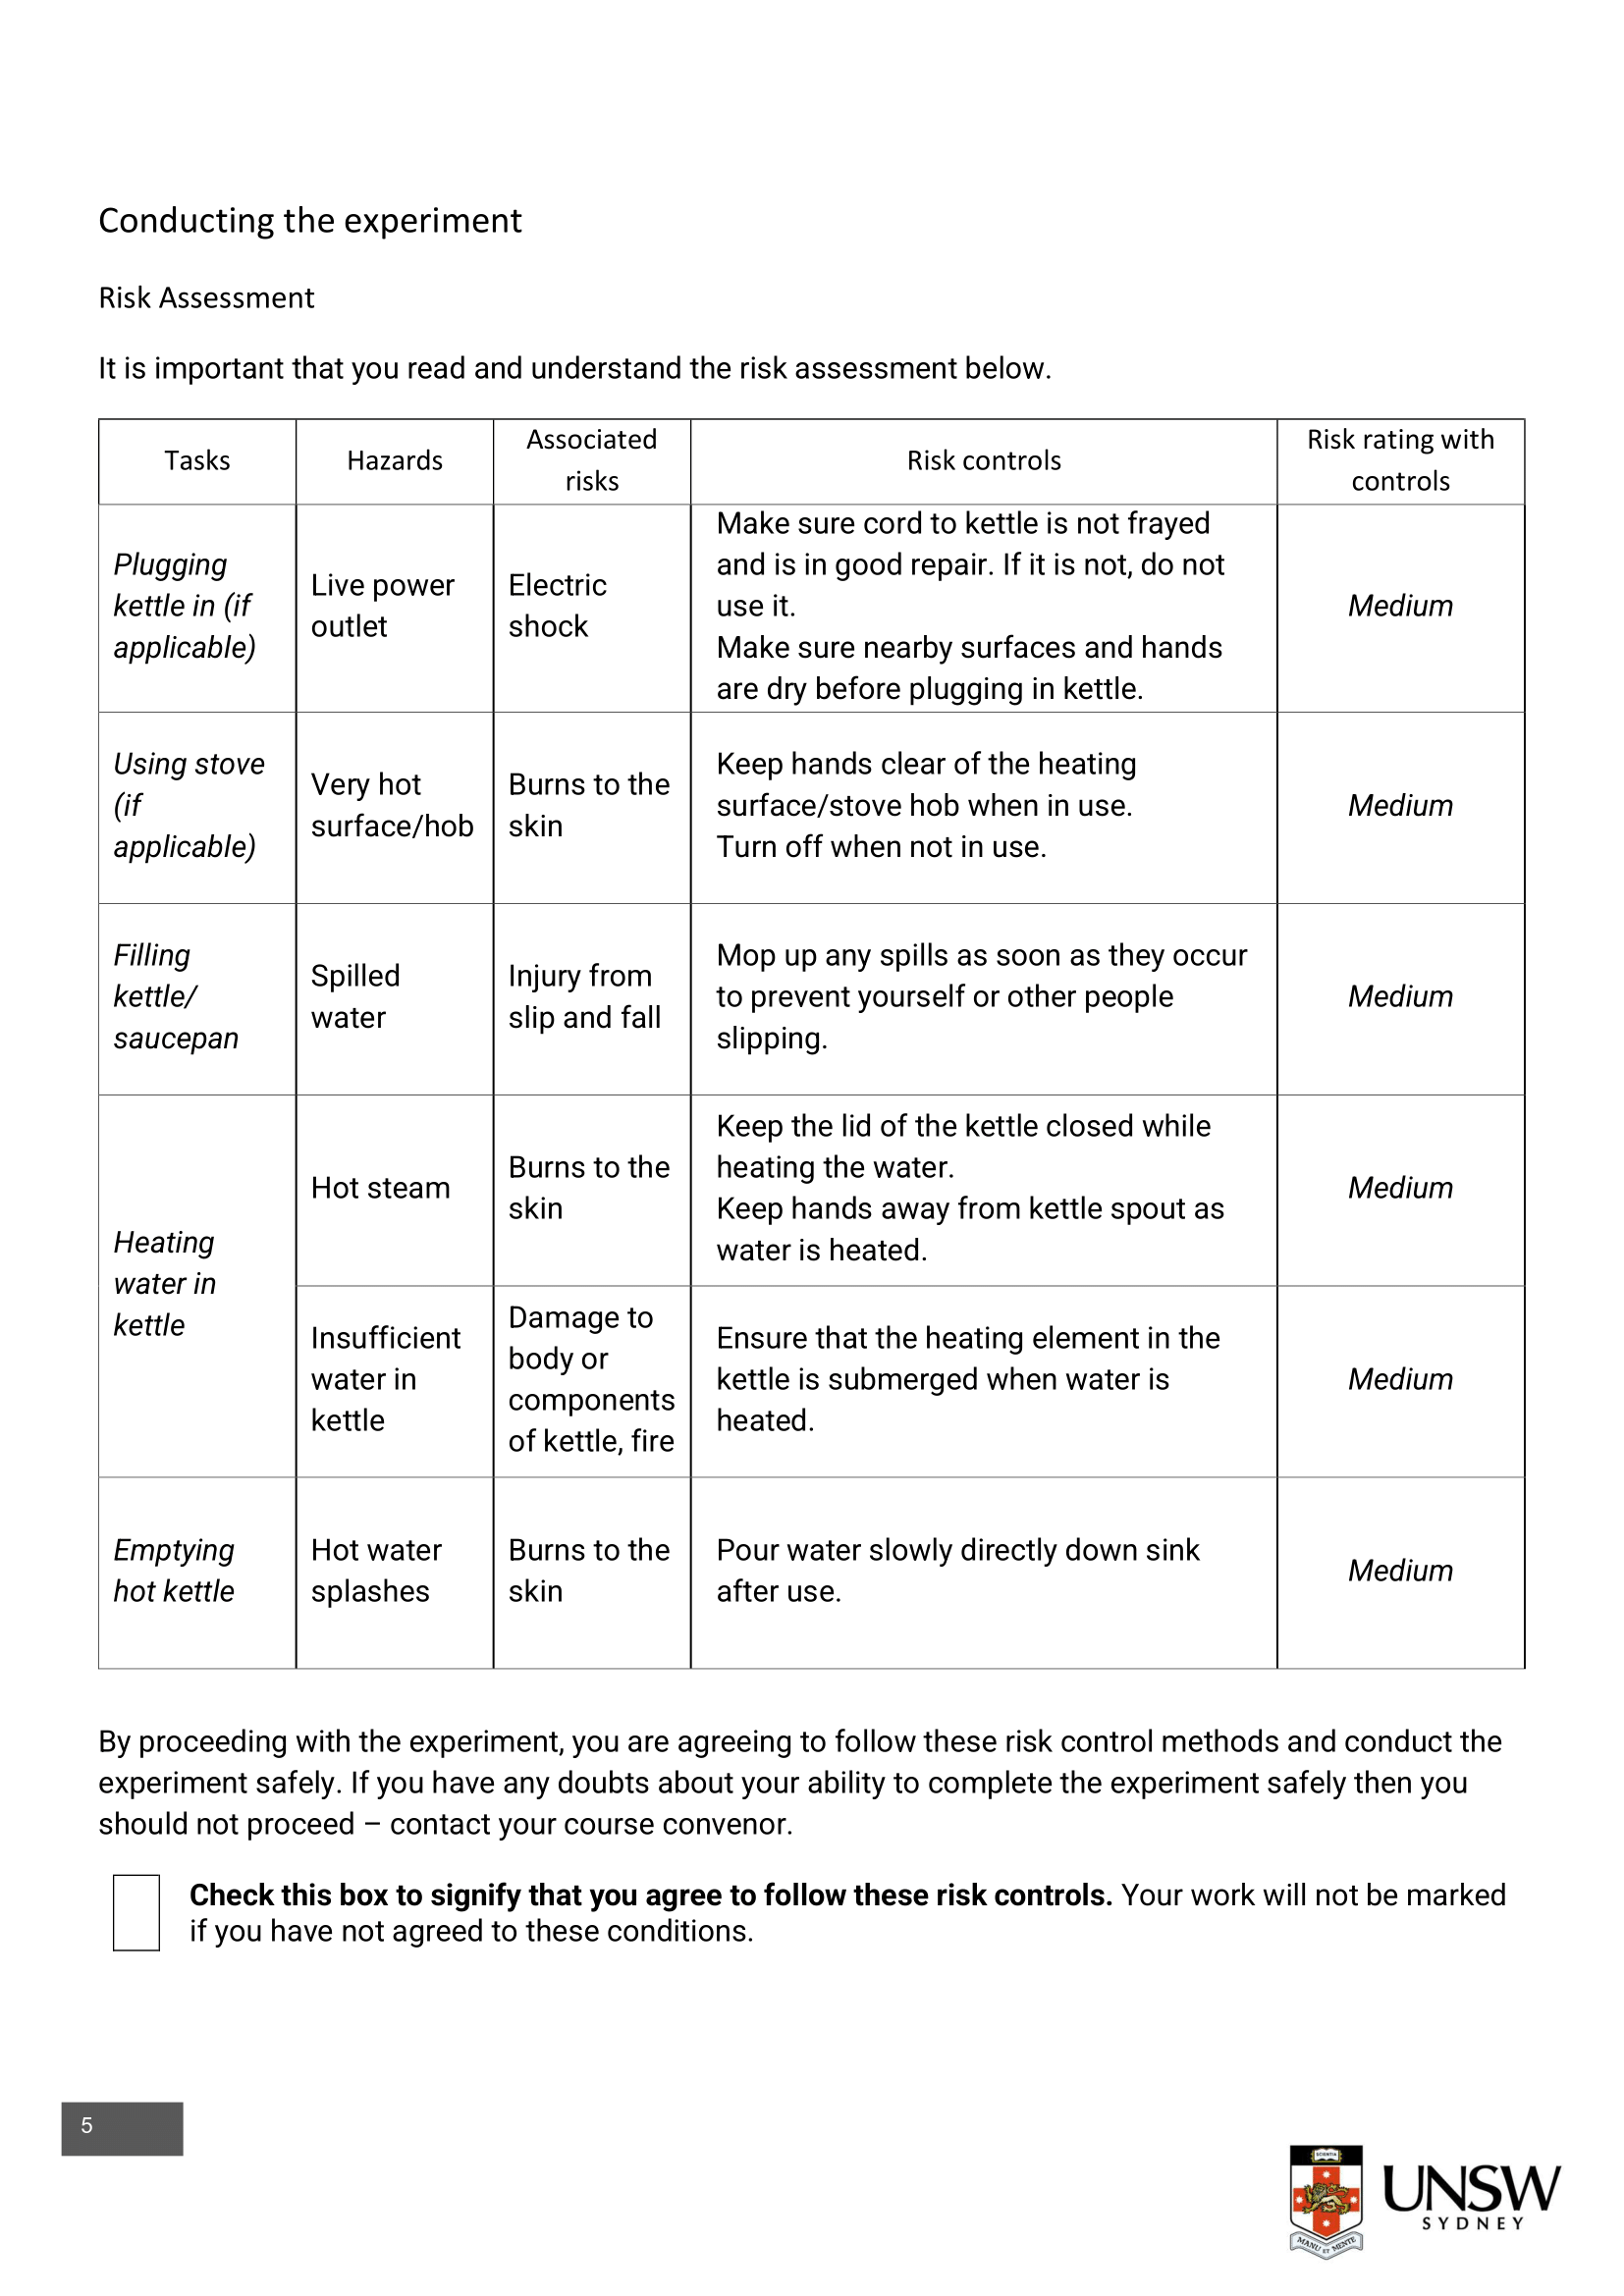 Conducting the experiment
Risk Assessment
It is important that you read and understand the risk assessment below.
Tasks
Hazards
Associated
risks
Risk controls
Risk rating with
controls
Plugging
kettle in (if
applicable)
Live power
outlet
Electric
shock
Make sure cord to kettle is not frayed
and is in good repair. If it is not, do not
use it.
Make sure nearby surfaces and hands
are dry before plugging in kettle.
Medium
Using stove
(if
applicable)
Very hot
surface/hob
Burns to the
skin
Keep hands clear of the heating
surface/stove hob when in use.
Turn off when not in use.
Medium
Filling
kettle/
saucepan
Spilled
water
Injury from
slip and fall
Mop up any spills as soon as they occur
to prevent yourself or other people
slipping.
Medium
Heating
water in
kettle
Hot steam
Burns to the
skin
Keep the lid of the kettle closed while
heating the water.
Keep hands away from kettle spout as
water is heated.
Medium
Insufficient
water in
kettle
Damage to
body or
components
of kettle, fire
Ensure that the heating element in the
kettle is submerged when water is
heated.
Medium
Emptying
hot kettle
Hot water
splashes
Burns to the
skin
Pour water slowly directly down sink
after use.
Medium
By proceeding with the experiment, you are agreeing to follow these risk control methods and conduct the
experiment safely. If you have any doubts about your ability to complete the experiment safely then you
should not proceed – contact your course convenor.
Check this box to signify that you agree to follow these risk controls. Your work will not be marked
if you have not agreed to these conditions.
5
SCIENTIA
MANU ET MENTE
UNSW
SYDNEY